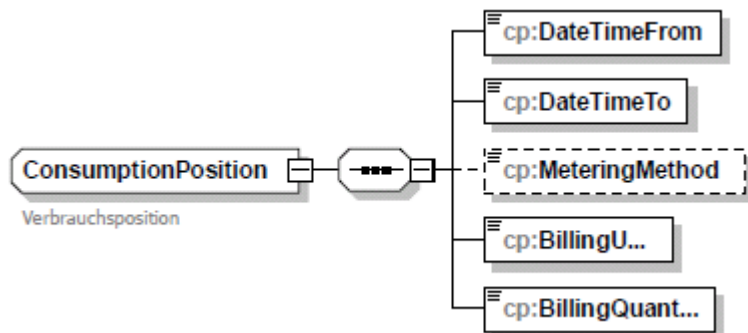 cp:DateTimeFrom
cp:DateTimeTo
ConsumptionPosition
cp:MeteringMethod
Verbrauchsposition
cp:BillingU...
cp:BillingQuant...